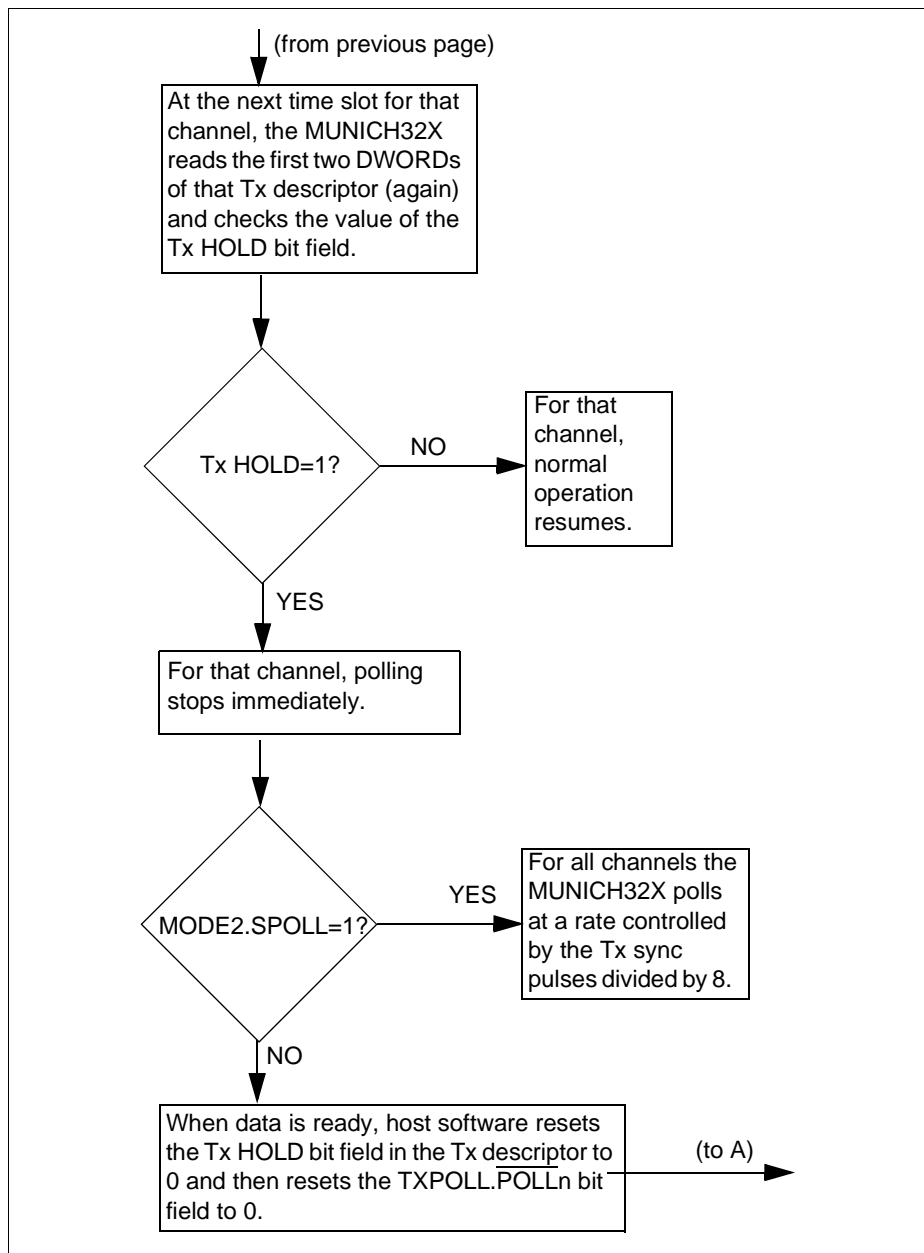 (from previous page)
At the next time slot for that
channel, the MUNICH32X
reads the first two DWORDs
of that Tx descriptor (again)
and checks the value of the
Tx HOLD bit field.
Tx HOLD=1?
NO
For that
channel,
normal
operation
resumes.
YES
For that channel, polling
stops immediately.
MODE2.SPOLL=1?
YES
For all channels the
MUNICH32X polls
at a rate controlled
by the Tx sync
pulses divided by 8.
NO
When data is ready, host software resets
the Tx HOLD bit field in the Tx descriptor to
0 and then resets the TXPOLL.P̅O̅L̅L̅n bit
field to 0.
(to A)